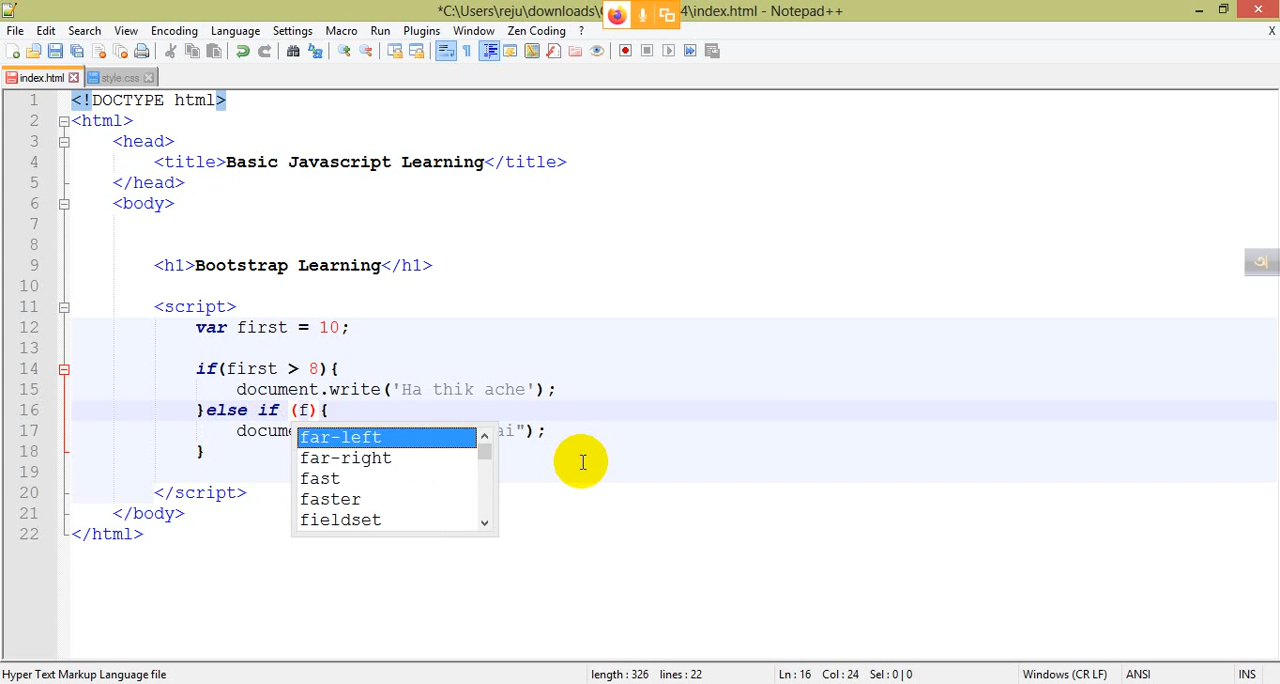 *C:\Users\reju\downloads\ 4\index.html - Notepad++
File Edit Search View Encoding Language Settings Macro Run Plugins Window Zen Coding ? X
index.html style.css
1 <!DOCTYPE html>
2 <html>
3 <head>
4 <title>Basic Javascript Learning</title>
5 </head>
6 <body>
7
8
9 <h1>Bootstrap Learning</h1>
10
11 <script>
12 var first = 10;
13
14 if(first > 8){
15 document.write('Ha thik ache');
16 }else if (f){
17 docume ai");
18 }
19
20 </script>
21 </body>
22 </html>
far-left
far-right
fast
faster
fieldset
অ
Hyper Text Markup Language file length : 326 lines : 22 Ln : 16 Col : 24 Sel : 0 | 0 Windows (CR LF) ANSI INS